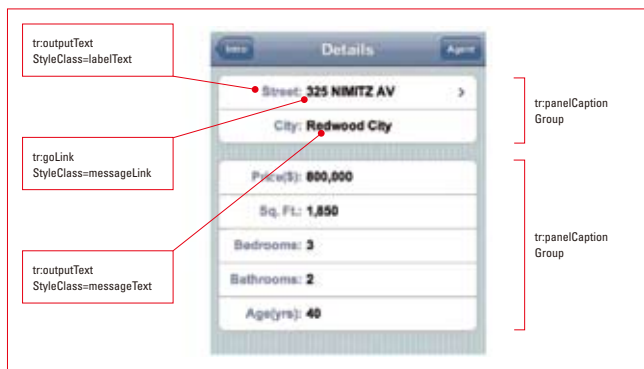 tr:outputText
StyleClass=labelText
tr:goLink
StyleClass=messageLink
tr:outputText
StyleClass=messageText
Intro
Details
Agent
Street: 325 NIMITZ AV
City: Redwood City
Price($): 800,000
Sq. Ft.: 1,850
Bedrooms: 3
Bathrooms: 2
Age(yrs): 40
tr:panelCaption
Group
tr:panelCaption
Group